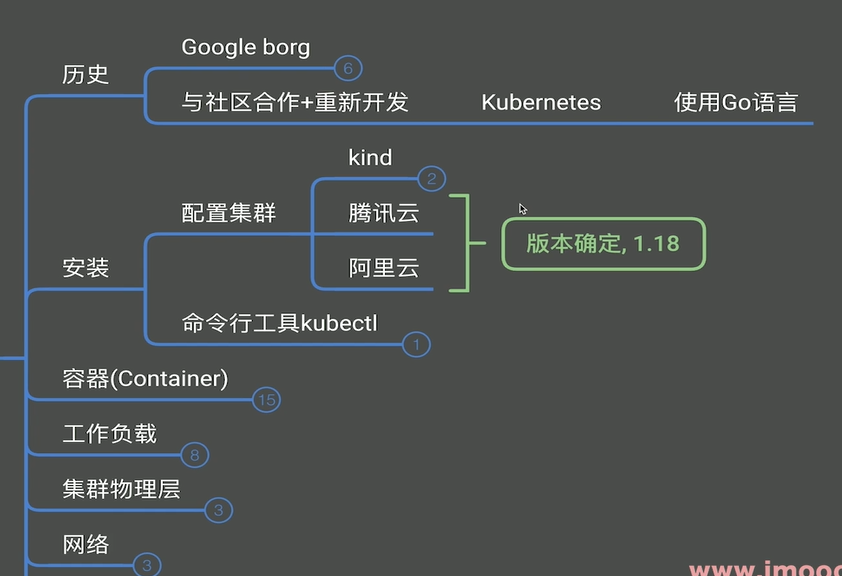 历史
Google borg
6
与社区合作+重新开发
Kubernetes
使用Go语言
安装
配置集群
kind
2
腾讯云
阿里云
版本确定, 1.18
命令行工具kubectl
1
容器(Container)
15
工作负载
8
集群物理层
3
网络
3